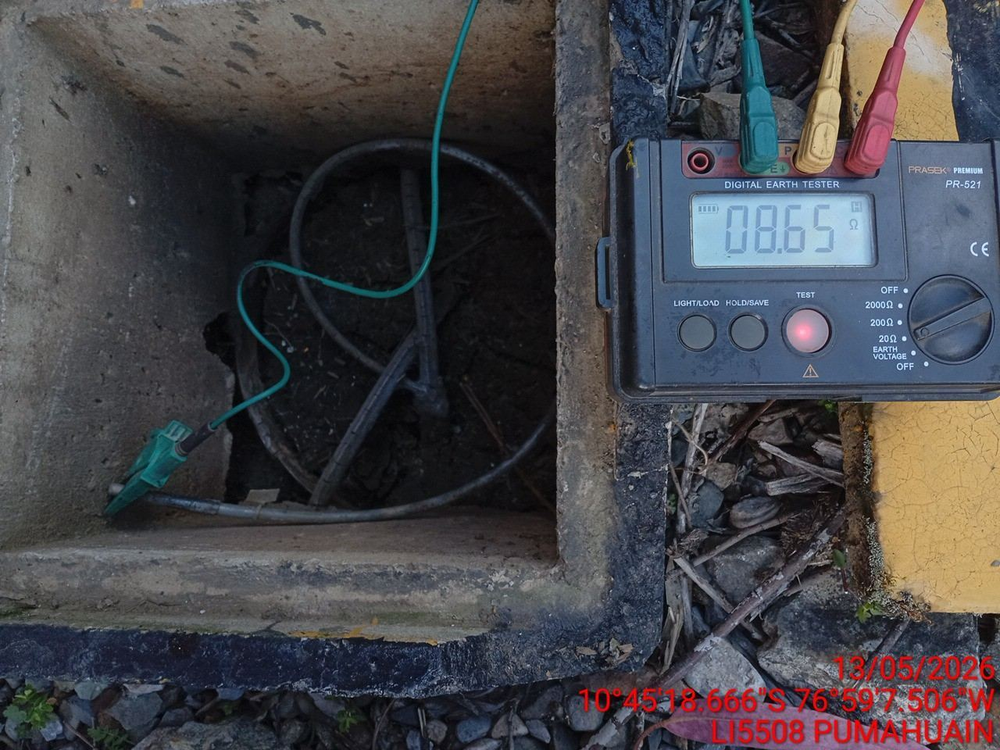 V
P
E
DIGITAL EARTH TESTER
PRASEK® PREMIUM
PR-521
H
08.65
Ω
CE
LIGHT/LOAD
HOLD/SAVE
TEST
OFF
2000Ω
200Ω
20Ω
EARTH
VOLTAGE
OFF
13/05/2026
10°45'18.666"S 76°59'7.506"W
LI5508 PUMAHUAIN